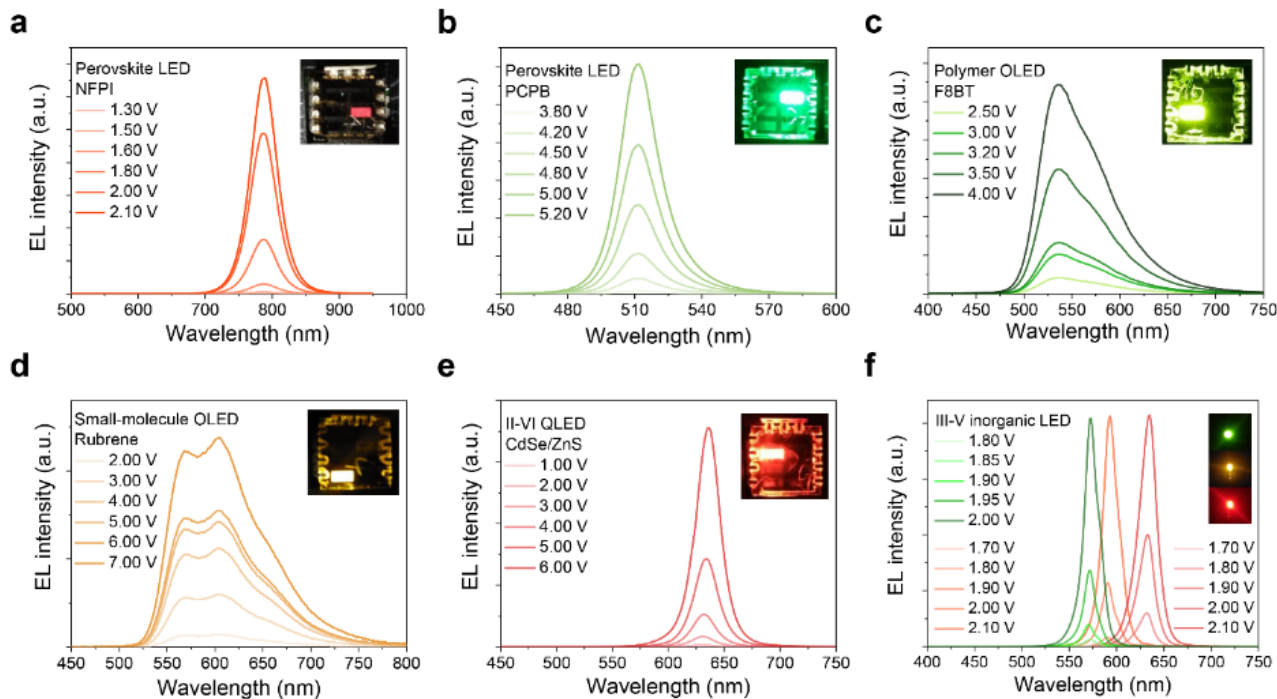 a
Perovskite LED
NFPI
1.30 V
1.50 V
1.60 V
1.80 V
2.00 V
2.10 V
EL intensity (a.u.)
500 600 700 800 900 1000
Wavelength (nm)
b
Perovskite LED
PCPB
3.80 V
4.20 V
4.50 V
4.80 V
5.00 V
5.20 V
EL intensity (a.u.)
450 480 510 540 570 600
Wavelength (nm)
c
Polymer OLED
F8BT
2.50 V
3.00 V
3.20 V
3.50 V
4.00 V
EL intensity (a.u.)
400 450 500 550 600 650 700 750
Wavelength (nm)
d
Small-molecule OLED
Rubrene
2.00 V
3.00 V
4.00 V
5.00 V
6.00 V
7.00 V
EL intensity (a.u.)
450 500 550 600 650 700 750 800
Wavelength (nm)
e
II-VI QLED
CdSe/ZnS
1.00 V
2.00 V
3.00 V
4.00 V
5.00 V
6.00 V
EL intensity (a.u.)
450 500 550 600 650 700 750
Wavelength (nm)
f
III-V inorganic LED
1.80 V
1.85 V
1.90 V
1.95 V
2.00 V
1.70 V
1.80 V
1.90 V
2.00 V
2.10 V
1.70 V
1.80 V
1.90 V
2.00 V
2.10 V
EL intensity (a.u.)
400 450 500 550 600 650 700 750
Wavelength (nm)